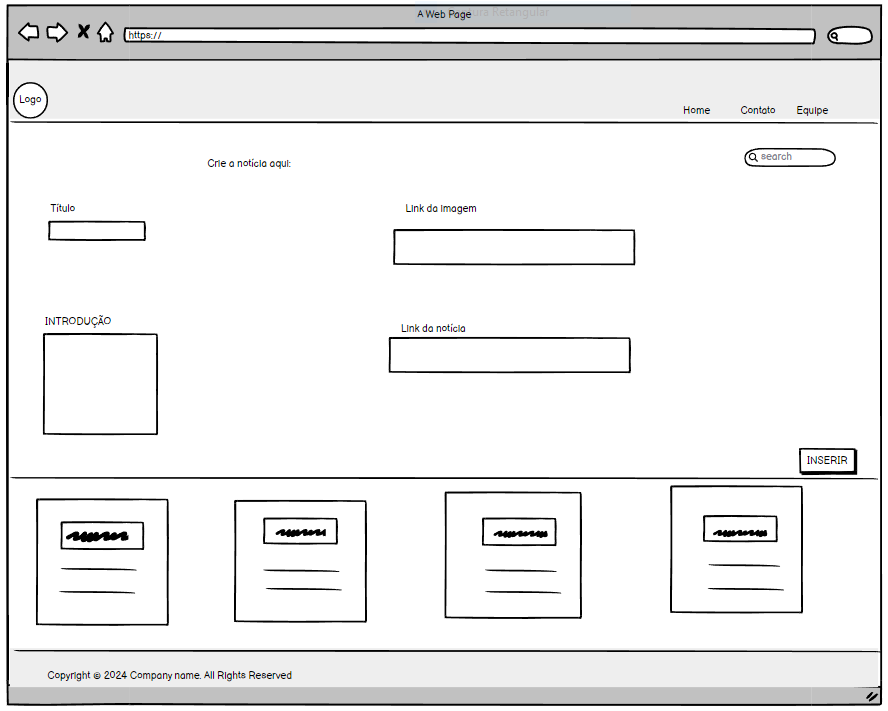 A Web Page
https://
Logo
Home Contato Equipe
Crie a notícia aqui:
search
Título
Link da imagem
INTRODUÇÃO
Link da notícia
INSERIR
Copyright © 2024 Company name. All Rights Reserved